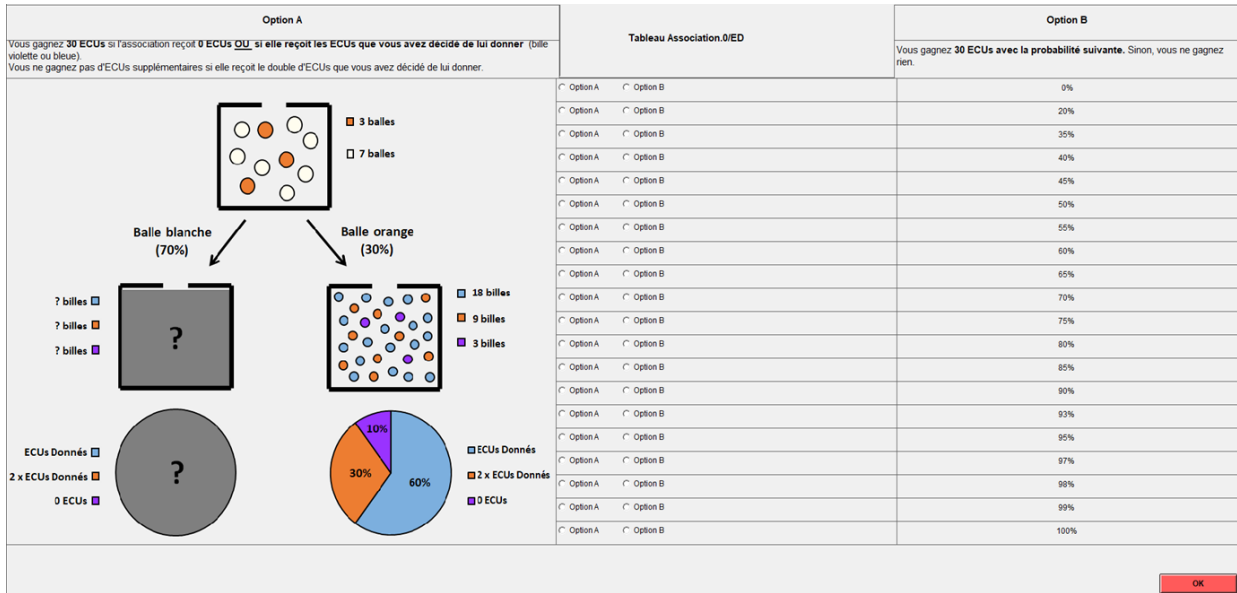 Option A
Vous gagnez 30 ECUs si l'association reçoit 0 ECUs OU si elle reçoit les ECUs que vous avez décidé de lui donner (bille
violette ou bleue).
Vous ne gagnez pas d'ECUs supplémentaires si elle reçoit le double d'ECUs que vous avez décidé de lui donner.
Tableau Association.0/ED
Option B
Vous gagnez 30 ECUs avec la probabilité suivante. Sinon, vous ne gagnez
rien.
3 balles
7 balles
Balle blanche
(70%)
Balle orange
(30%)
? billes
? billes
? billes
?
18 billes
9 billes
3 billes
ECUs Donnés
2 x ECUs Donnés
0 ECUs
?
10%
30%
60%
ECUs Donnés
2 x ECUs Donnés
0 ECUs
Option A Option B 0%
Option A Option B 20%
Option A Option B 35%
Option A Option B 40%
Option A Option B 45%
Option A Option B 50%
Option A Option B 55%
Option A Option B 60%
Option A Option B 65%
Option A Option B 70%
Option A Option B 75%
Option A Option B 80%
Option A Option B 85%
Option A Option B 90%
Option A Option B 93%
Option A Option B 95%
Option A Option B 97%
Option A Option B 98%
Option A Option B 99%
Option A Option B 100%
OK